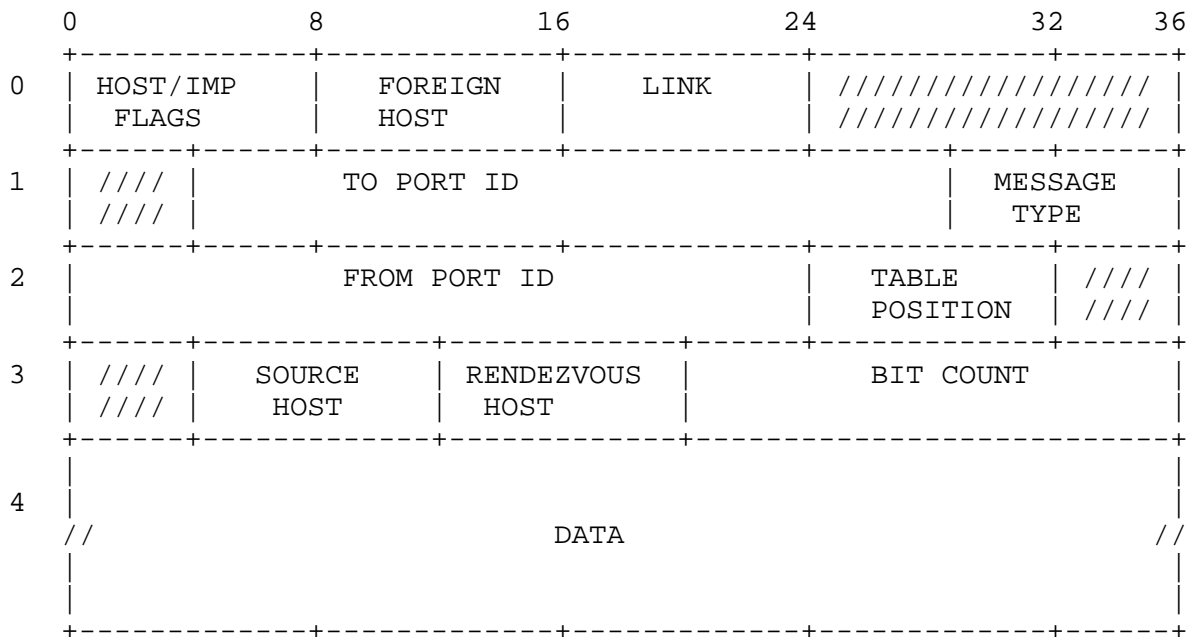 0 8 16 24 32 36
+-------------+-------------+-------------+-------------+------+
0 | HOST/IMP | FOREIGN | LINK | ////////////////// |
| FLAGS | HOST | | ////////////////// |
+------+------+-------------+-------------+-------+-----+------+
1 | //// | TO PORT ID | MESSAGE |
| //// | | TYPE |
+------+------+-------------+-------------+-------------+------+
2 | FROM PORT ID | TABLE | //// |
| | POSITION | //// |
+------+-------------+-------------+------+-------------+------+
3 | //// | SOURCE | RENDEZVOUS | BIT COUNT |
| //// | HOST | HOST | |
+------+-------------+-------------+---------------------------+
| |
4 | |
// DATA //
| |
| |
+-------------+-------------+-------------+-------------+------+